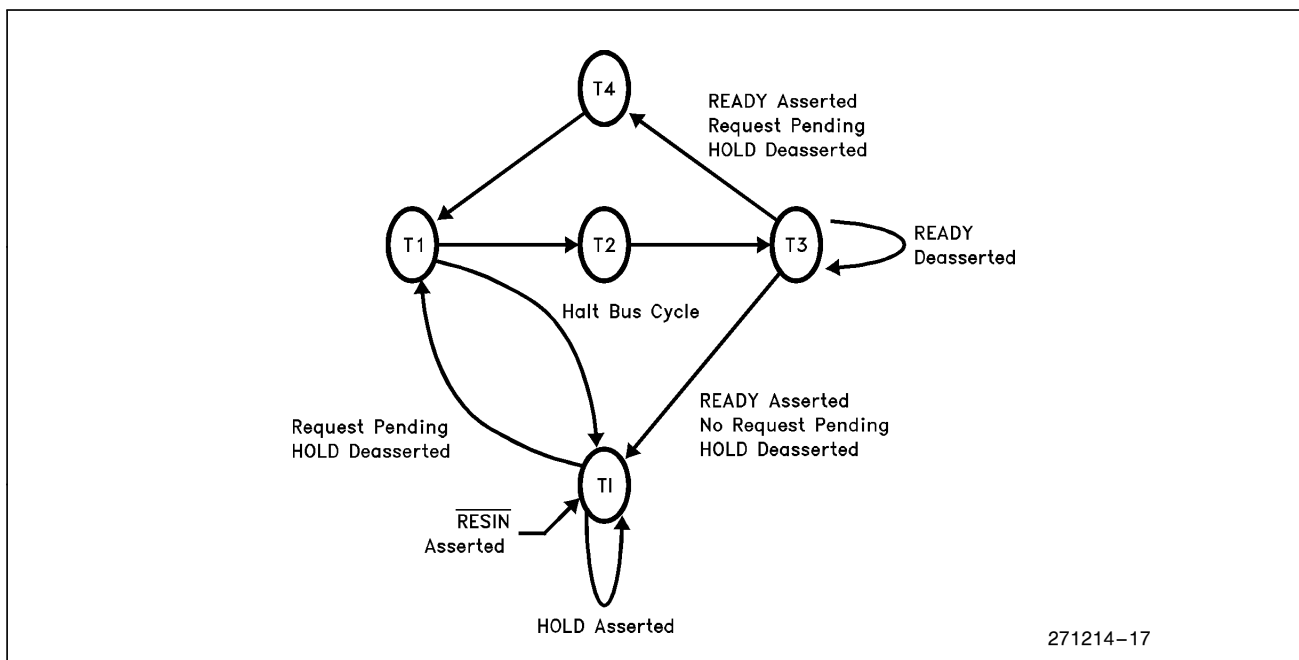 T4
READY Asserted
Request Pending
HOLD Deasserted
T1
T2
T3
READY
Deasserted
Halt Bus Cycle
READY Asserted
No Request Pending
HOLD Deasserted
Request Pending
HOLD Deasserted
TI
RESIN
Asserted
HOLD Asserted
271214–17